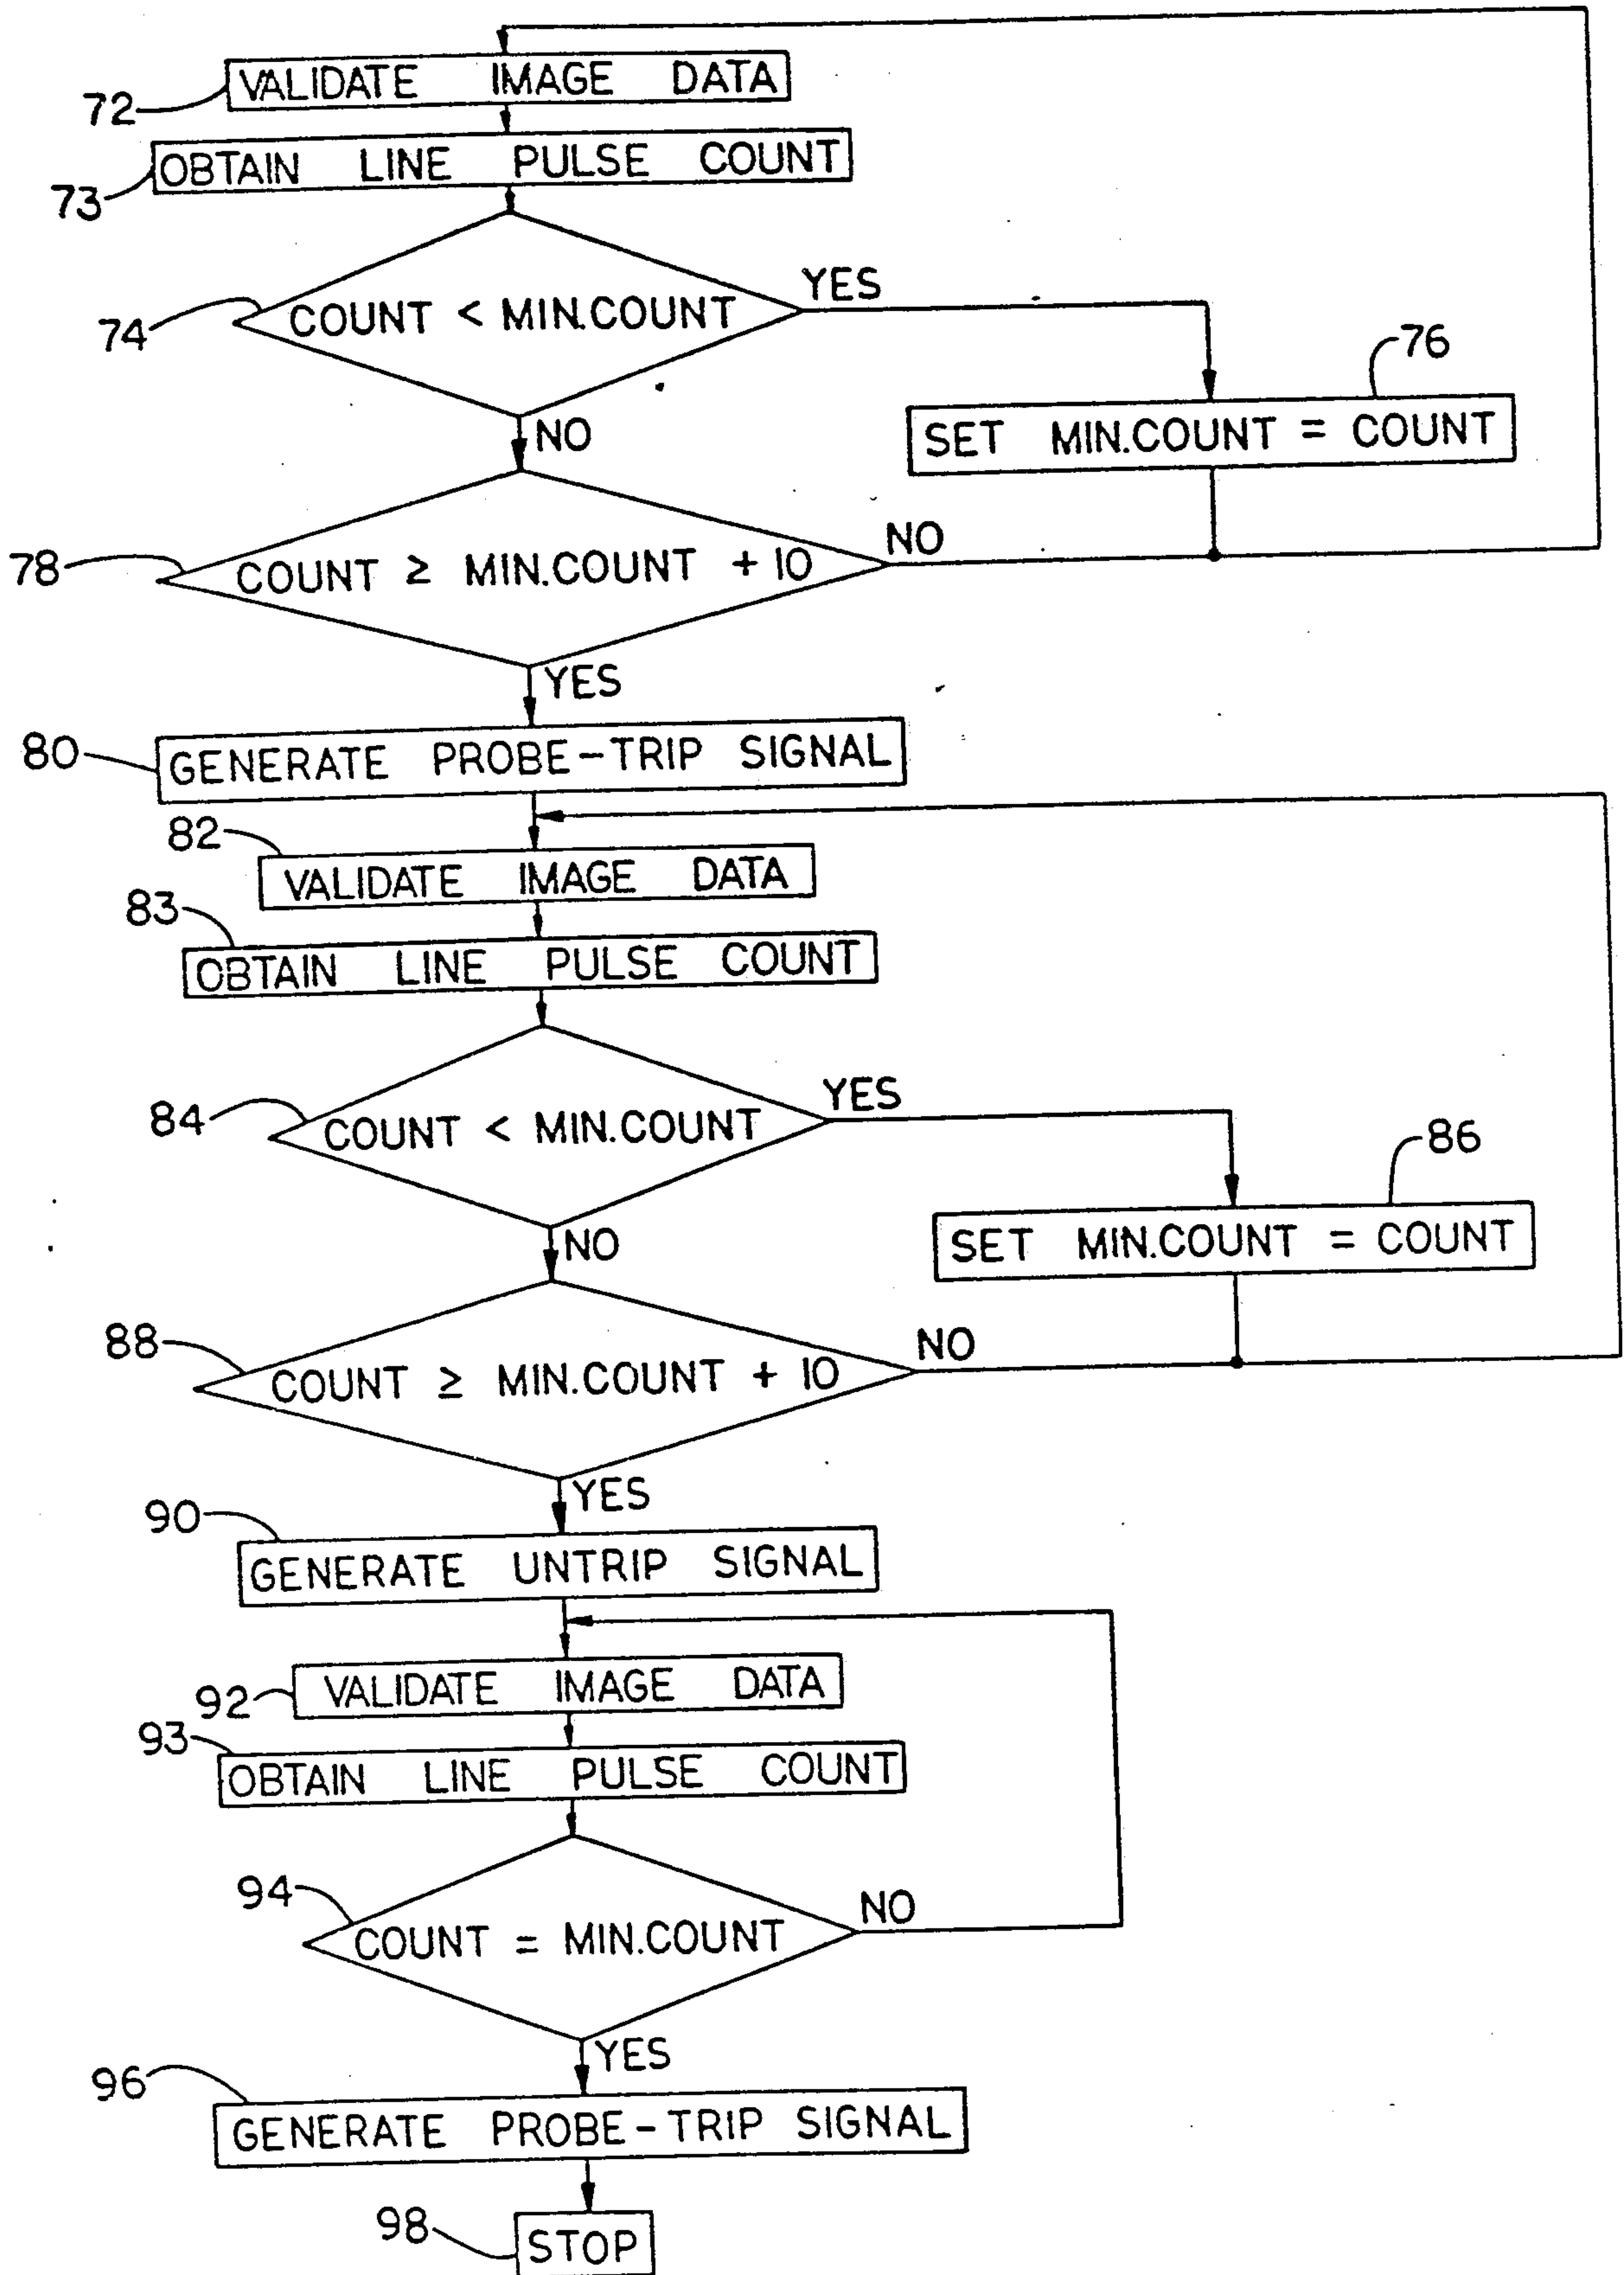 VALIDATE IMAGE DATA
72
OBTAIN LINE PULSE COUNT
73
COUNT < MIN.COUNT
YES
74
76
SET MIN.COUNT = COUNT
NO
COUNT ≥ MIN.COUNT + 10
NO
78
YES
80
GENERATE PROBE-TRIP SIGNAL
82
VALIDATE IMAGE DATA
83
OBTAIN LINE PULSE COUNT
YES
84
COUNT < MIN.COUNT
86
SET MIN.COUNT = COUNT
NO
88
COUNT ≥ MIN.COUNT + 10
NO
YES
90
GENERATE UNTRIP SIGNAL
92
VALIDATE IMAGE DATA
93
OBTAIN LINE PULSE COUNT
94
COUNT = MIN.COUNT
NO
YES
96
GENERATE PROBE-TRIP SIGNAL
98
STOP